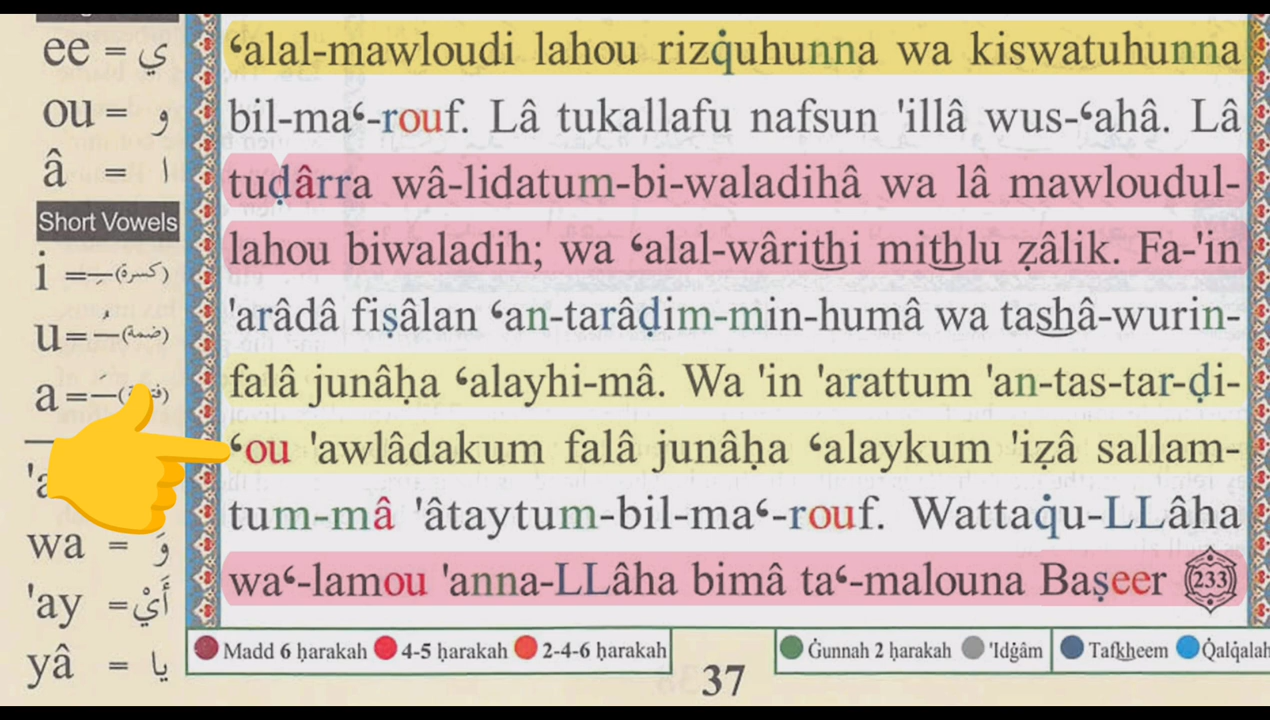 ee = ي
ou = و
â = ا
Short Vowels
i = (كسرة)
u = (ضمة)
a =
wa = وَ
'ay = أَيْ
yâ = يا
‘alal-mawloudi lahou rizq̇uhunna wa kiswatuhunna
bil-ma‘-rouf. Lâ tukallafu nafsun 'illâ wus-‘ahâ. Lâ
tuḍârra wâ-lidatum-bi-waladihâ wa lâ mawloudul-
lahou biwaladih; wa ‘alal-wârithi mithlu ẓâlik. Fa-'in
'arâdâ fiṣâlan ‘an-tarâḍim-min-humâ wa tashâ-wurin-
falâ junâḥa ‘alayhi-mâ. Wa 'in 'arattum 'an-tas-tar-ḍi-
‘ou 'awlâdakum falâ junâḥa ‘alaykum 'iẓâ sallam-
tum-mâ 'âtaytum-bil-ma‘-rouf. Wattaq̇u-LLâha
wa‘-lamou 'anna-LLâha bimâ ta‘-malouna Baṣeer 233
Madd 6 ḥarakah 4-5 ḥarakah 2-4-6 ḥarakah
Ġunnah 2 ḥarakah 'Idġâm Tafkheem Q̇alq̇alah
37